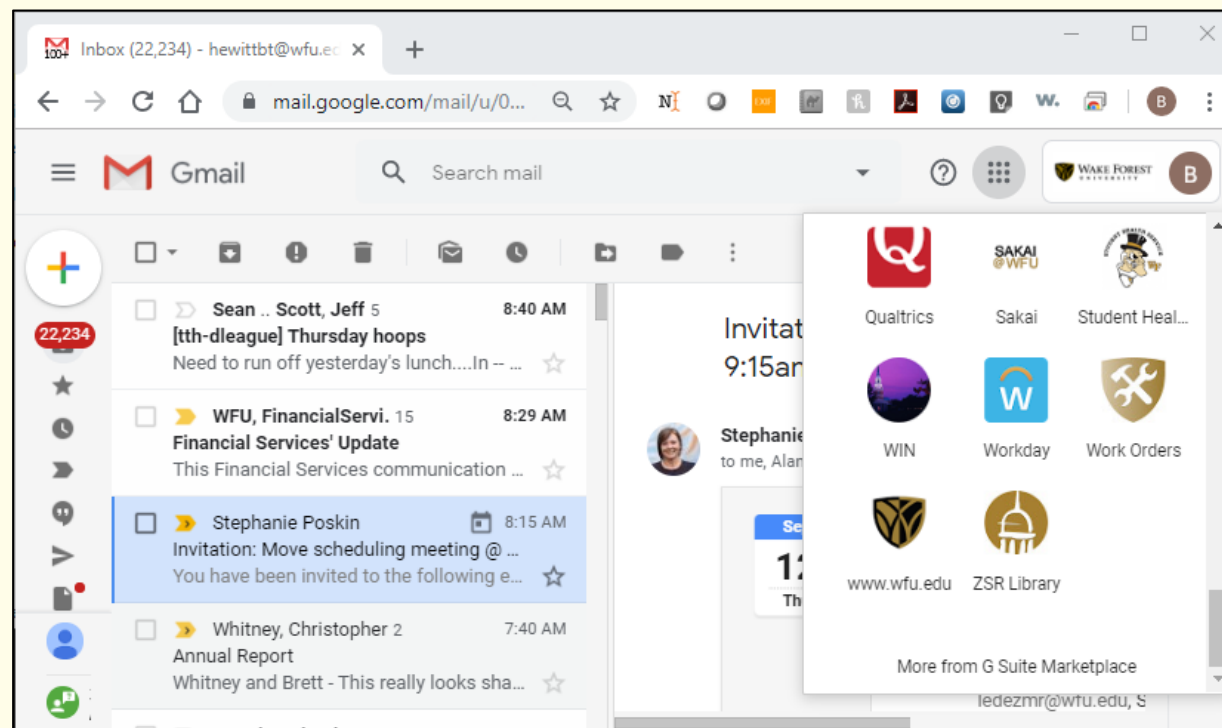 100+ Inbox (22,234) - hewittbt@wfu.ec
mail.google.com/mail/u/0... EXIF w. B
Gmail Search mail WAKE FOREST UNIVERSITY B
22,234
Sean .. Scott, Jeff 5 8:40 AM
[tth-dleague] Thursday hoops
Need to run off yesterday's lunch....In -- ...
WFU, FinancialServi. 15 8:29 AM
Financial Services' Update
This Financial Services communication ...
Stephanie Poskin 8:15 AM
Invitation: Move scheduling meeting @ ...
You have been invited to the following e...
Whitney, Christopher 2 7:40 AM
Annual Report
Whitney and Brett - This really looks sha...
Invitat
9:15am
Stephanie
to me, Alan
Se
12
Th
SAKAI
@WFU
Qualtrics Sakai Student Heal...
WIN Workday Work Orders
www.wfu.edu ZSR Library
More from G Suite Marketplace
ledezmr@wfu.edu, S